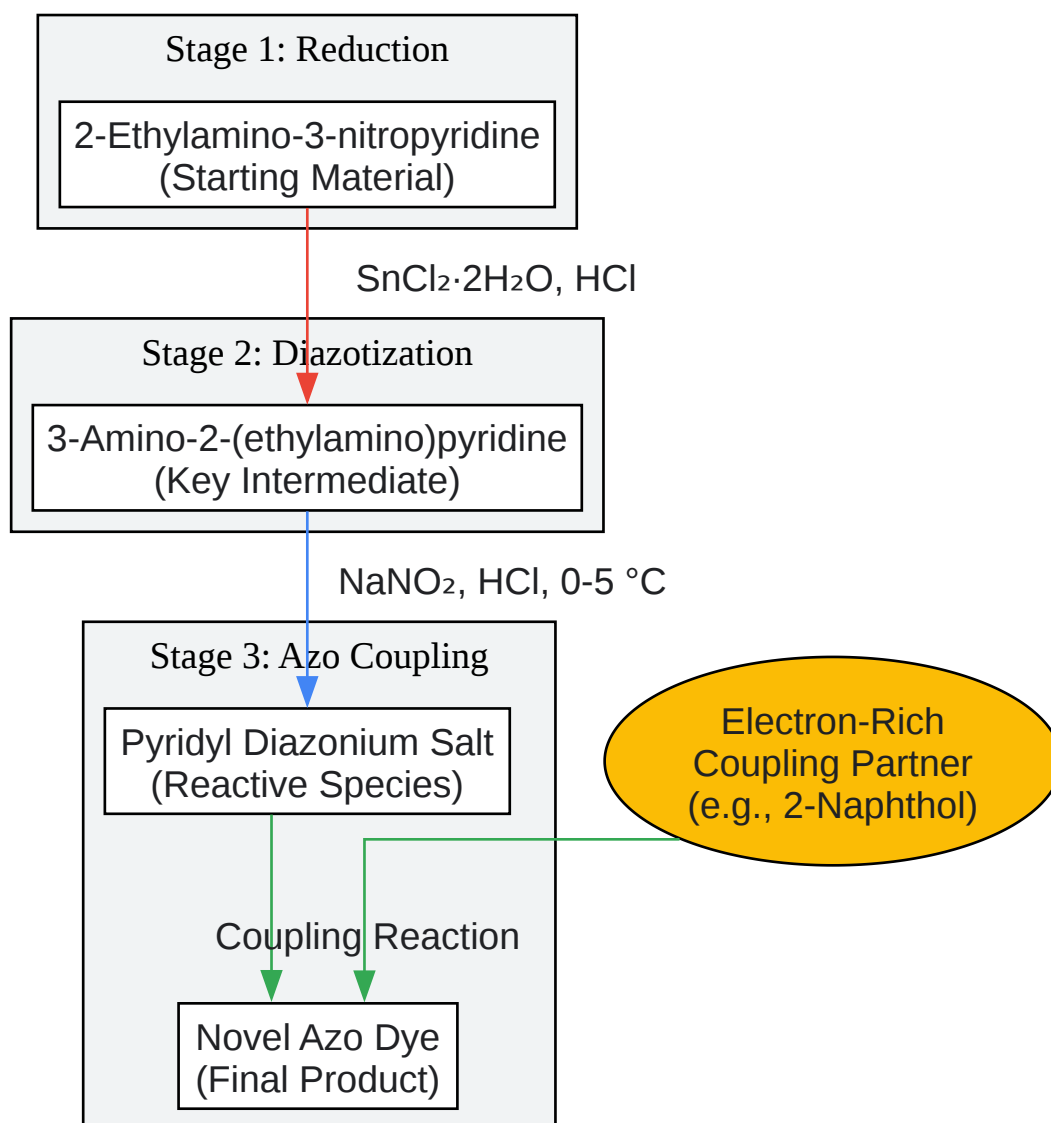 Stage 1: Reduction
2-Ethylamino-3-nitropyridine
(Starting Material)
SnCl₂·2H₂O, HCl
Stage 2: Diazotization
3-Amino-2-(ethylamino)pyridine
(Key Intermediate)
NaNO₂, HCl, 0-5 °C
Stage 3: Azo Coupling
Pyridyl Diazonium Salt
(Reactive Species)
Electron-Rich
Coupling Partner
(e.g., 2-Naphthol)
Coupling Reaction
Novel Azo Dye
(Final Product)